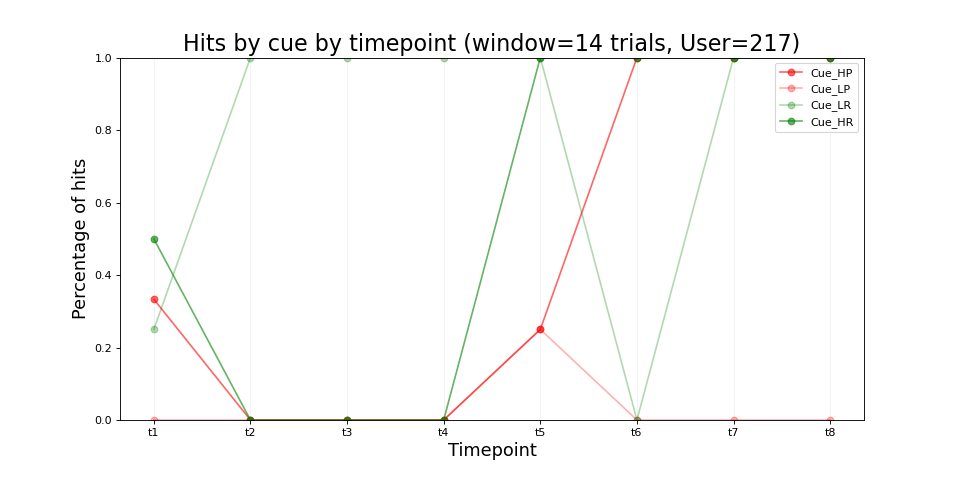 Hits by cue by timepoint (window=14 trials, User=217)
Percentage of hits
1.0
0.8
0.6
0.4
0.2
0.0
Cue_HP
Cue_LP
Cue_LR
Cue_HR
t1 t2 t3 t4 t5 t6 t7 t8
Timepoint